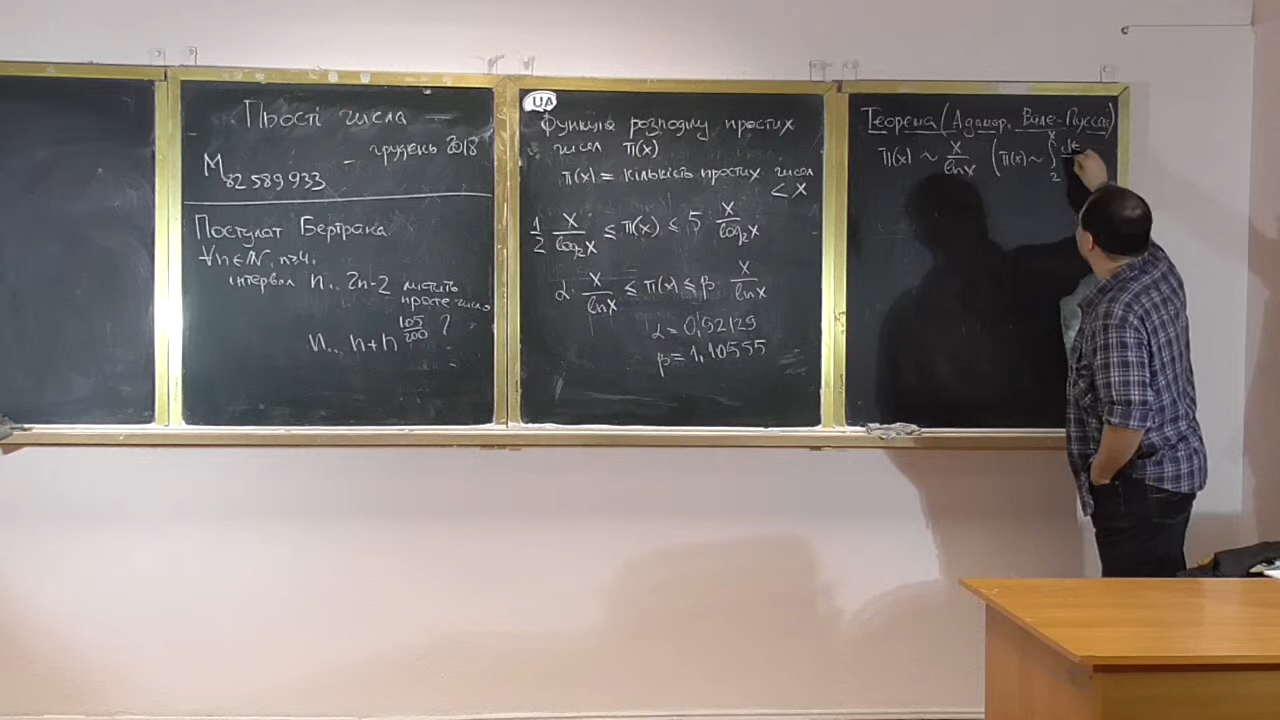 Прості числа
грудень 2018
M₈₂ ₅₈₉ ₉₃₃
Постулат Бертрана
∀n∈ℕ, n≥4,
інтервал n.. 2n-2 містить
просте число
n... n+n^(105/200) ?
UA
Функція розподілу простих
чисел π(x)
π(x) = кількість простих чисел
< x
1/2 x/log₂x ≤ π(x) ≤ 5 x/log₂x
α · x/lnx ≤ π(x) ≤ β · x/lnx
α = 0,92129
β = 1,10555
Теорема (Адамар, Валле-Пуссен)
π(x) ~ x/lnx (π(x) ~ ∫₂ˣ dt